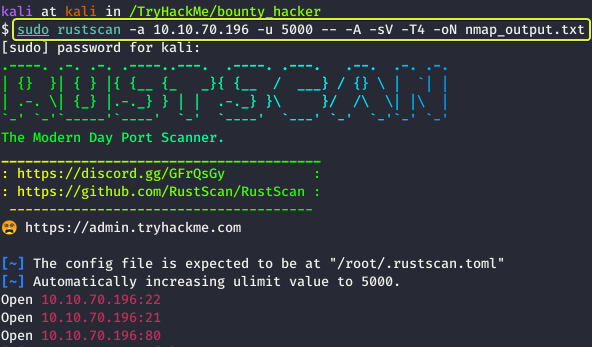 kali at kali in /TryHackMe/bounty_hacker
$ sudo rustscan -a 10.10.70.196 -u 5000 -- -A -sV -T4 -oN nmap_output.txt
[sudo] password for kali:
.----. .-. .-. .----..---.  .----. .---.   .--.  .-. .-.
| {}  }| { } |{ {__ {_   _}{ {__  /  ___} / {} \ |  `| |
| .-. \| {_} |.-._} } | |  .-._} }\     }/  /\  \| |\  |
`-' `-'`-----'`----'  `-'  `----'  `---' `-'  `-'`-' `-'
The Modern Day Port Scanner.
________________________________________
: https://discord.gg/GFrQsGy           :
: https://github.com/RustScan/RustScan :
 --------------------------------------
😵 https://admin.tryhackme.com
[~] The config file is expected to be at "/root/.rustscan.toml"
[~] Automatically increasing ulimit value to 5000.
Open 10.10.70.196:22
Open 10.10.70.196:21
Open 10.10.70.196:80